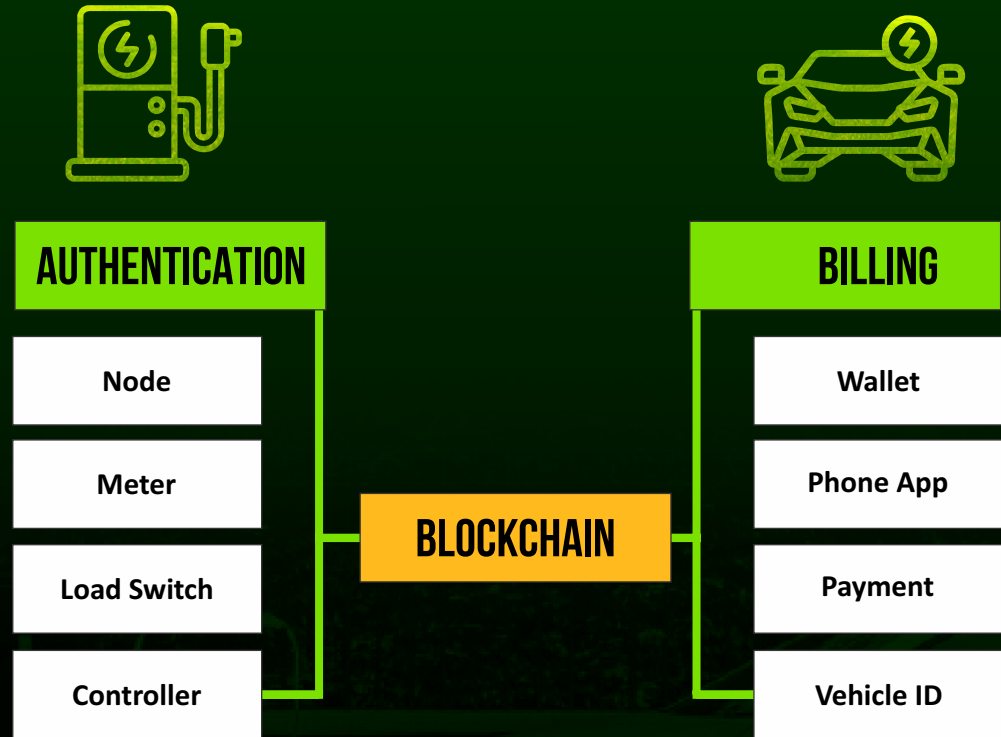 AUTHENTICATION
Node
Meter
Load Switch
Controller
BLOCKCHAIN
BILLING
Wallet
Phone App
Payment
Vehicle ID